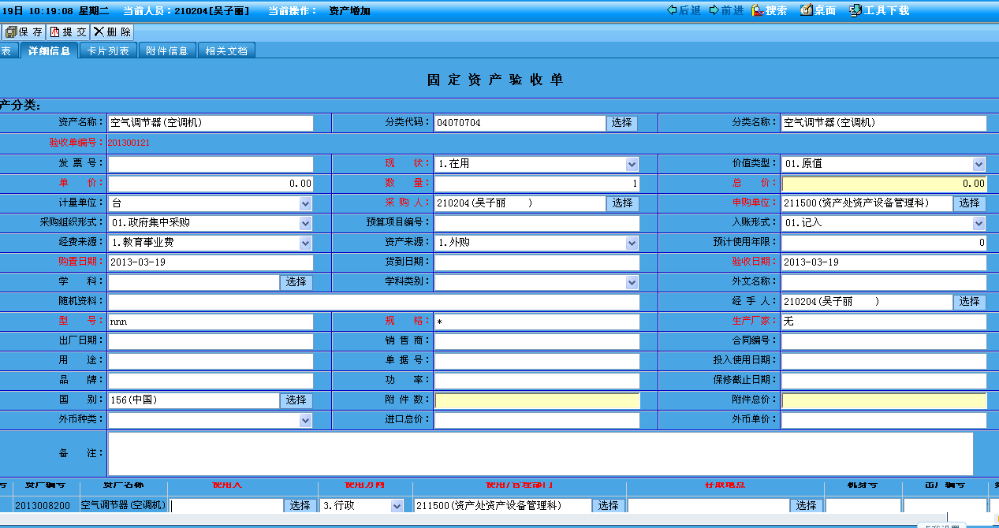 19日 10:19:08 星期二 当前人员：210204[吴子丽] 当前操作： 资产增加 后退 前进 搜索 桌面 工具下载
保 存 提 交 删 除
表 详细信息 卡片列表 附件信息 相关文档
固 定 资 产 验 收 单
产分类：
资产名称： 空气调节器(空调机) 分类代码： 04070704 选择 分类名称： 空气调节器(空调机)
验收单编号： 201300121
发 票 号： 现 状： 1.在用 价值类型： 01.原值
单 价： 0.00 数 量： 1 总 价： 0.00
计量单位： 台 采 购 人： 210204(吴子丽 ) 选择 申购单位： 211500(资产处资产设备管理科) 选择
采购组织形式： 01.政府集中采购 预算项目编号： 入账形式： 01.记入
经费来源： 1.教育事业费 资产来源： 1.外购 预计使用年限： 0
购置日期： 2013-03-19 货到日期： 验收日期： 2013-03-19
学 科： 选择 学科类别： 外文名称：
随机资料： 经 手 人： 210204(吴子丽 ) 选择
型 号： nnn 规 格： * 生产厂家： 无
出厂日期： 销 售 商： 合同编号：
用 途： 单 据 号： 投入使用日期：
品 牌： 功 率： 保修截止日期：
国 别： 156(中国) 选择 附 件 数： 附件总价：
外币种类： 进口总价： 外币单价：
备 注：
号 资产编号 资产名称 使用人 使用方向 使用/管理部门 存放地点 机身号 出厂编号
2013008200 空气调节器(空调机) 选择 3.行政 211500(资产处资产设备管理科) 选择 选择